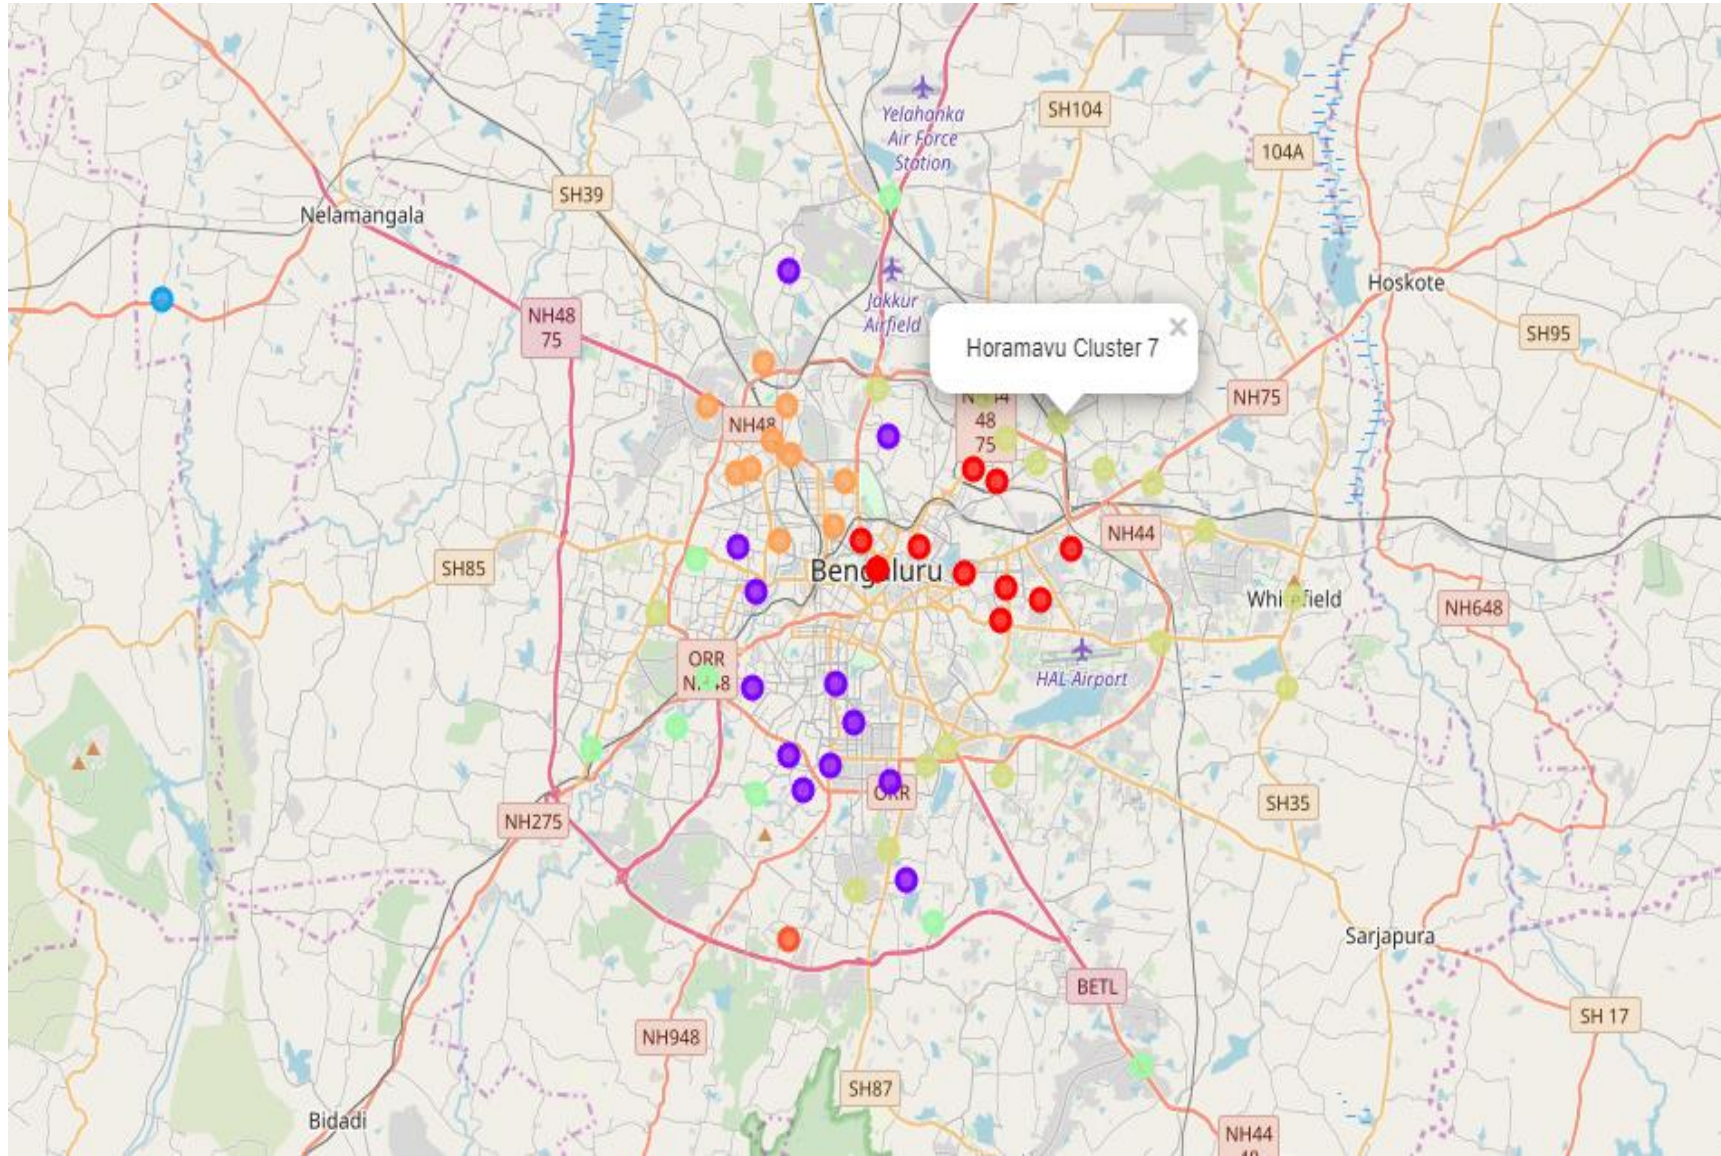 Yelahanka
Air Force
Station
SH104
104A
SH39
Nelamangala
Hoskote
Jakkur
Airfield
NH48
75
SH95
Horamavu Cluster 7
×
NH75
48
75
NH48
NH44
SH85
Bengaluru
Whitefield
NH648
ORR
HAL Airport
ORR
SH35
NH275
Sarjapura
BETL
SH 17
NH948
SH87
Bidadi
NH44